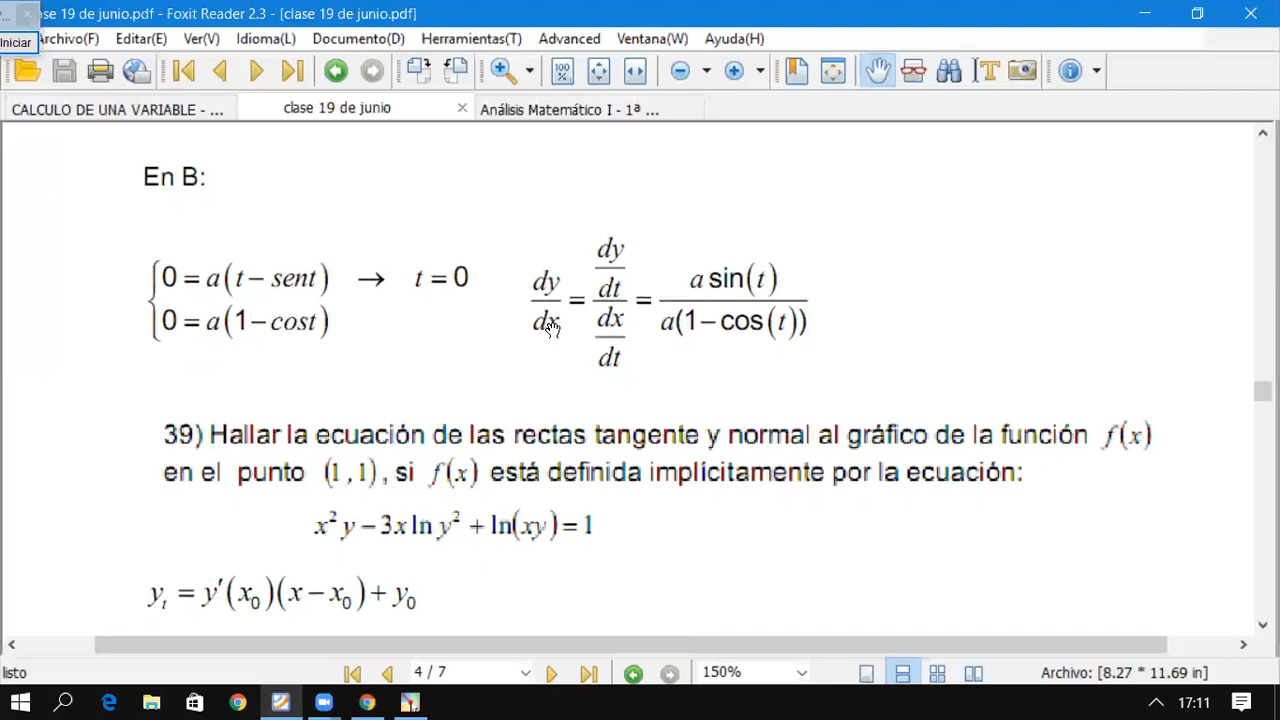 ase 19 de junio.pdf - Foxit Reader 2.3 - [clase 19 de junio.pdf]
Iniciar
Archivo(F) Editar(E) Ver(V) Idioma(L) Documento(D) Herramientas(T) Advanced Ventana(W) Ayuda(H)
CALCULO DE UNA VARIABLE - ... clase 19 de junio Análisis Matemático I - 1ª ...
En B:
{0 = a(t − sent) → t = 0
{0 = a(1 − cost)
dy/dx = (dy/dt)/(dx/dt) = a sin(t)/a(1 − cos(t))
39) Hallar la ecuación de las rectas tangente y normal al gráfico de la función f(x)
en el punto (1,1), si f(x) está definida implícitamente por la ecuación:
x² y − 3x ln y² + ln(xy) = 1
yₜ = y′(x₀)(x − x₀) + y₀
listo 4 / 7 150% Archivo: [8.27 * 11.69 in]
17:11